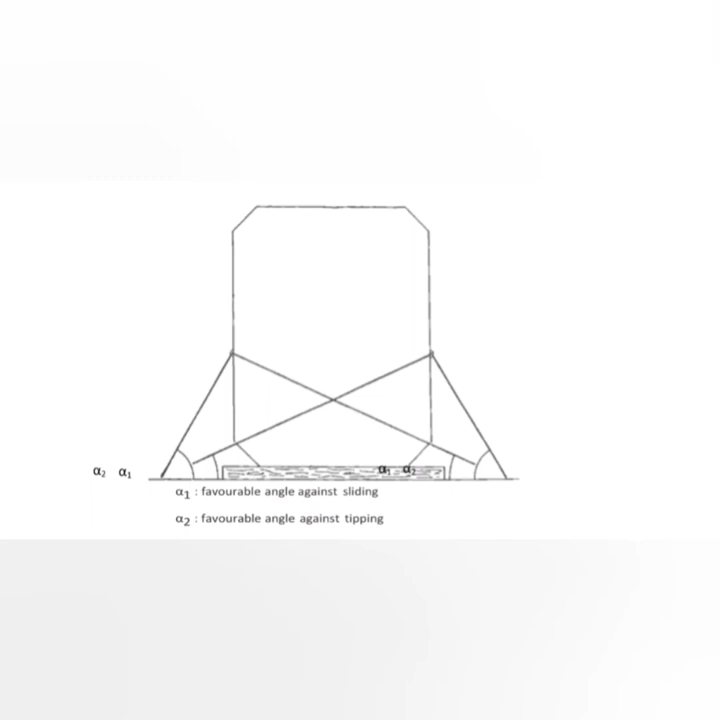 α₂ α₁ α₁ α₂
α₁ : favourable angle against sliding
α₂ : favourable angle against tipping